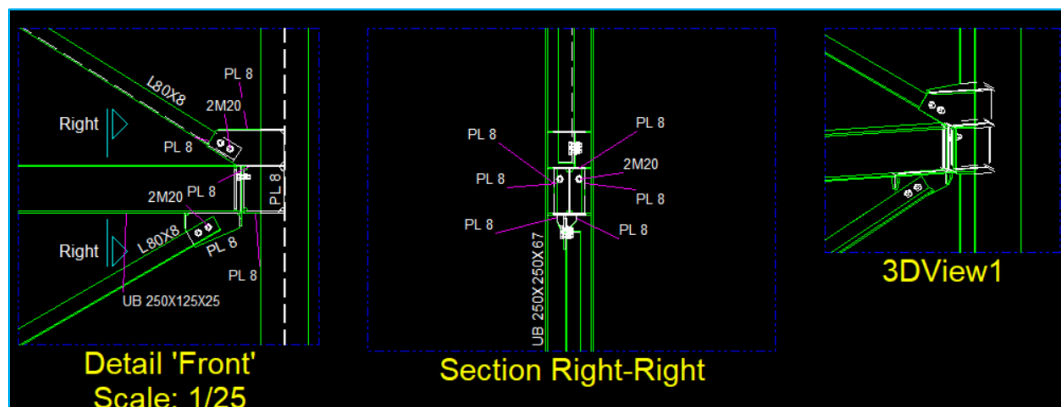 L80X8
PL 8
2M20
Right
PL 8
PL 8
2M20
PL 8
Right
L80X8
PL 8
PL 8
UB 250X125X25
Detail 'Front'
Scale: 1/25
PL 8
PL 8
2M20
PL 8
PL 8
PL 8
PL 8
UB 250X250X67
Section Right-Right
3DView1